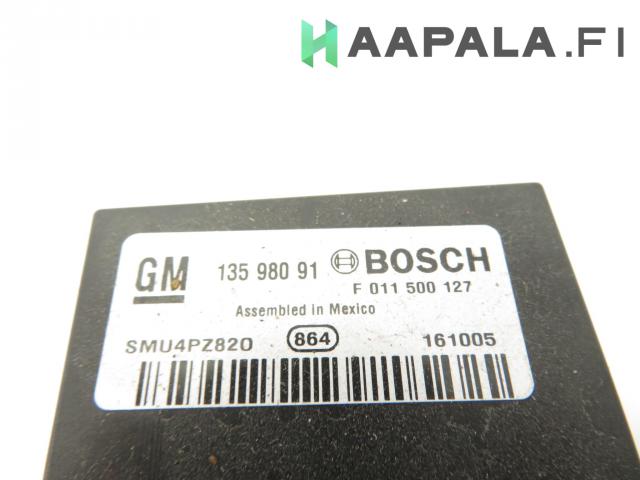 HAAPALA.FI
GM 135 980 91 BOSCH
F 011 500 127
Assembled in Mexico
SMU4PZ820 864 161005